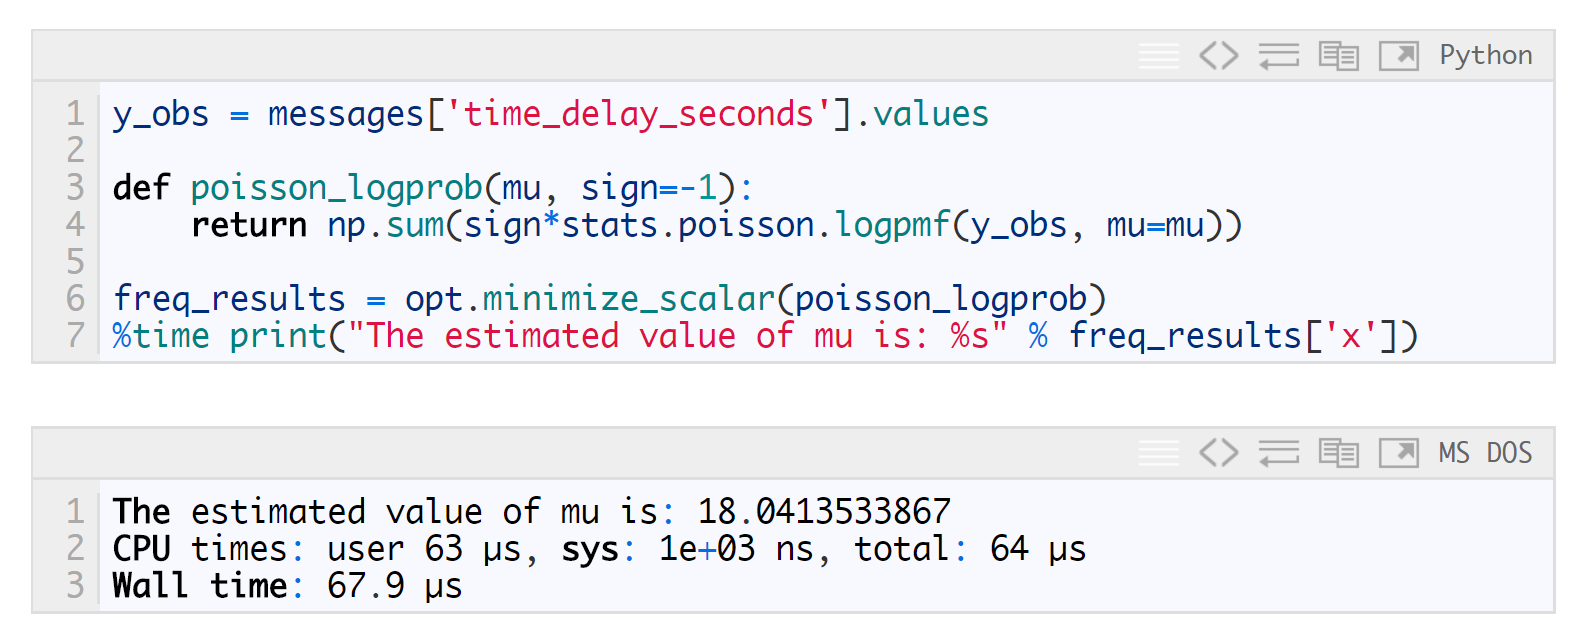 Python
1 y_obs = messages['time_delay_seconds'].values
2
3 def poisson_logprob(mu, sign=-1):
4     return np.sum(sign*stats.poisson.logpmf(y_obs, mu=mu))
5
6 freq_results = opt.minimize_scalar(poisson_logprob)
7 %time print("The estimated value of mu is: %s" % freq_results['x'])
MS DOS
1 The estimated value of mu is: 18.0413533867
2 CPU times: user 63 µs, sys: 1e+03 ns, total: 64 µs
3 Wall time: 67.9 µs